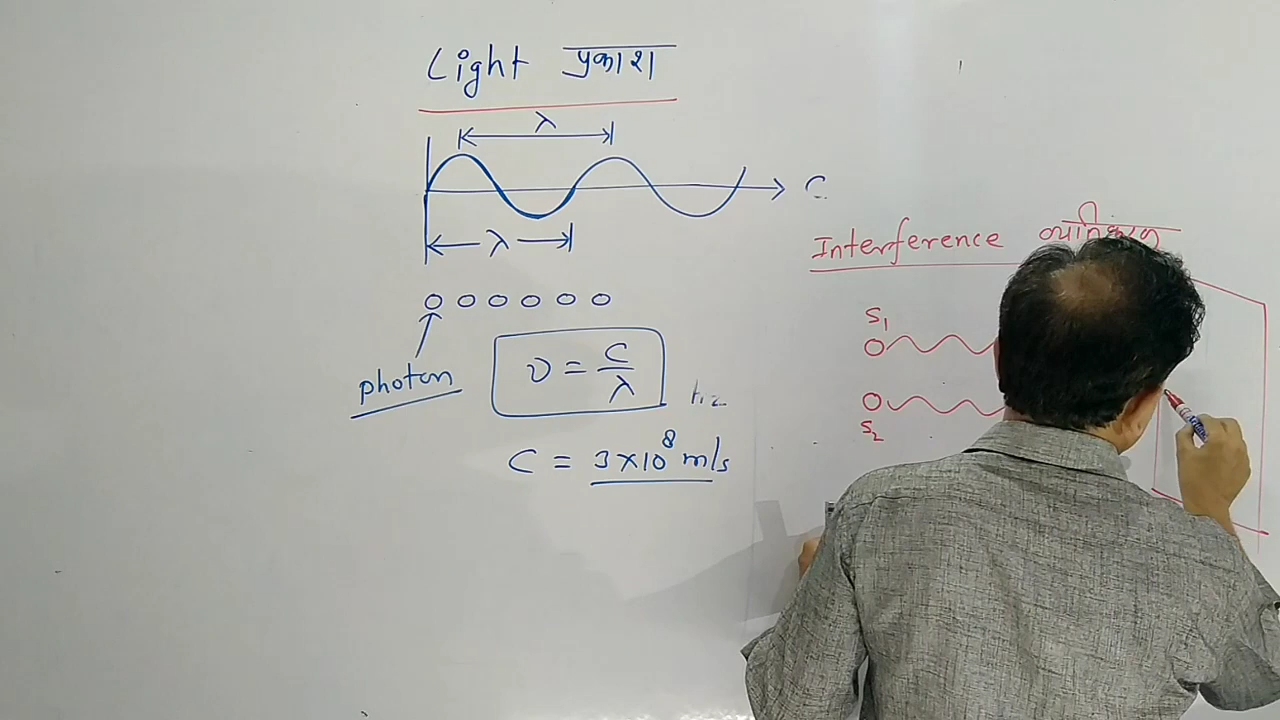 Light प्रकाश
λ
C
λ
photon
ν = C/λ
hz
C = 3×10⁸ m/s
Interference व्यतिकरण
S₁
S₂